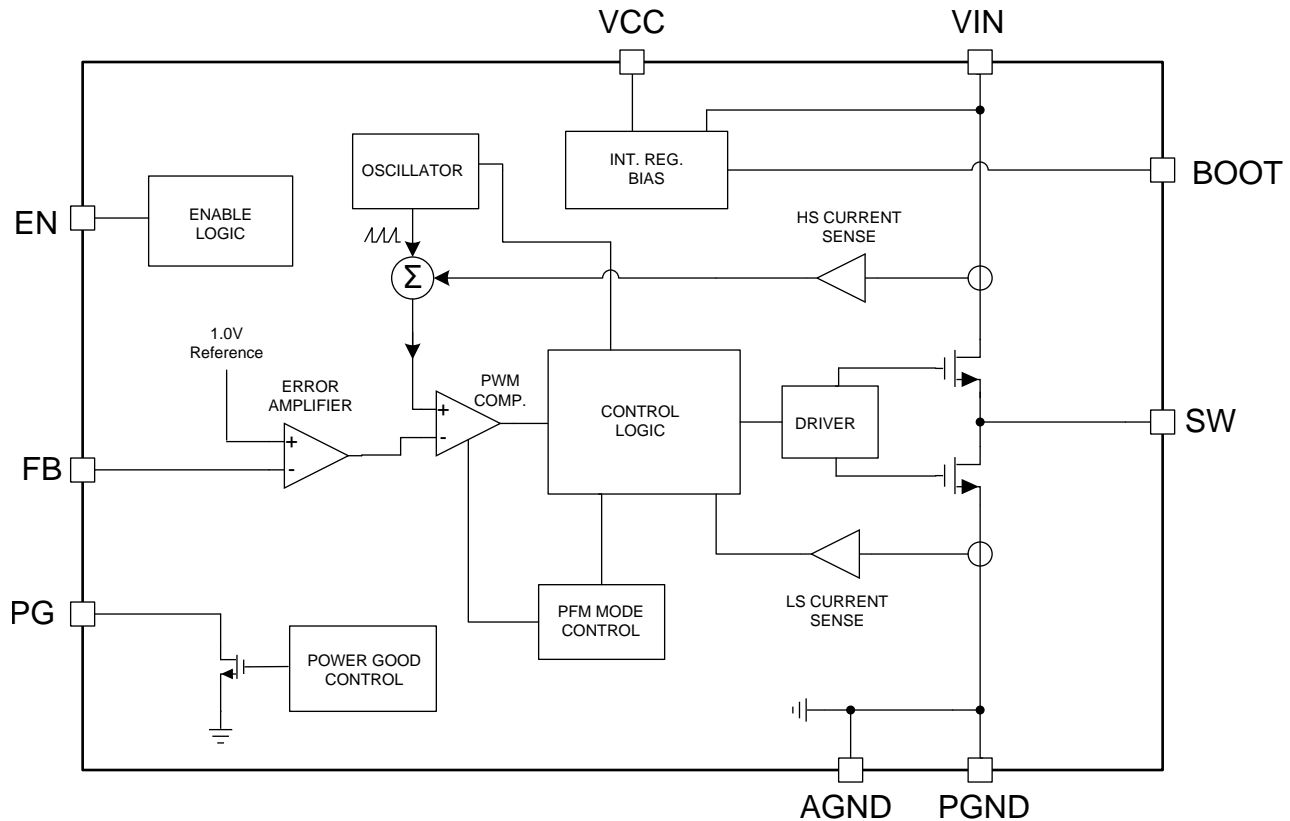 VCC
VIN
OSCILLATOR
INT. REG.
BIAS
BOOT
EN
ENABLE
LOGIC
HS CURRENT
SENSE
Σ
1.0V
Reference
ERROR
AMPLIFIER
PWM
COMP.
+
-
CONTROL
LOGIC
DRIVER
SW
+
-
FB
PG
PFM MODE
CONTROL
LS CURRENT
SENSE
POWER GOOD
CONTROL
AGND
PGND